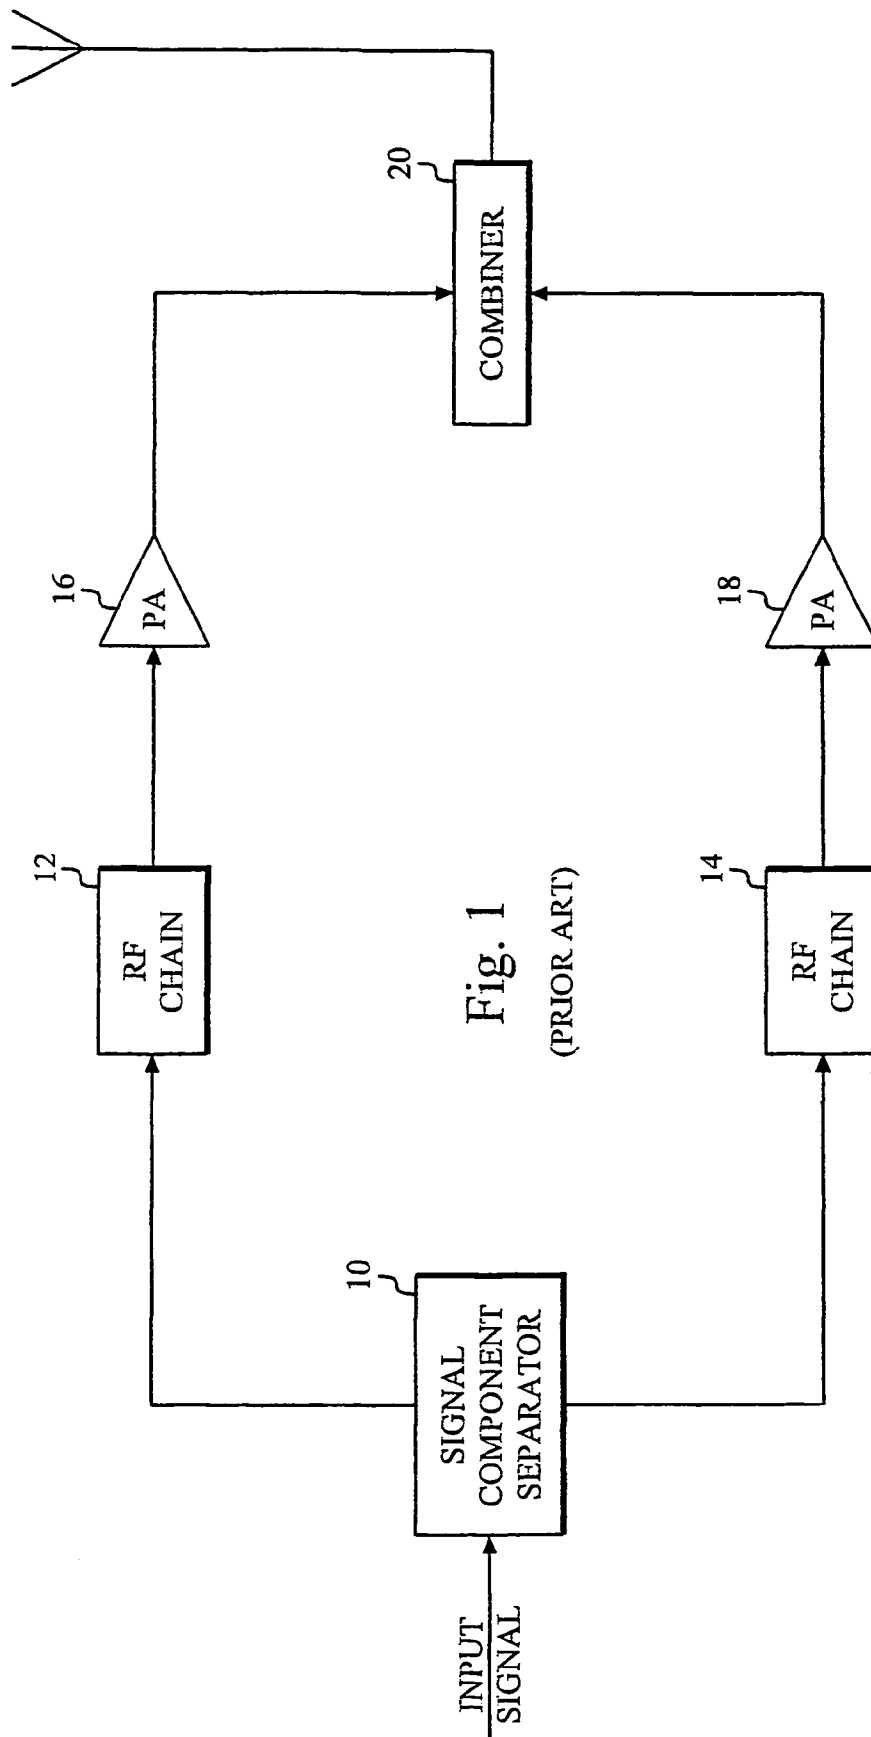 INPUT
SIGNAL
10
SIGNAL
COMPONENT
SEPARATOR
12
RF
CHAIN
14
RF
CHAIN
16
PA
18
PA
20
COMBINER
Fig. 1
(PRIOR ART)